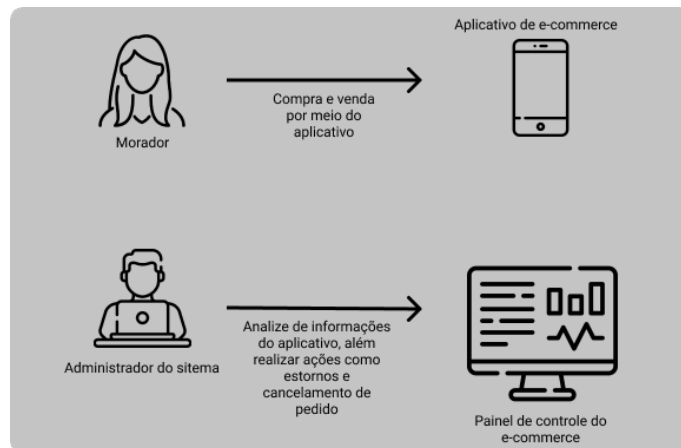 Aplicativo de e-commerce
Compra e venda
por meio do
aplicativo
Morador
Analize de informações
do aplicativo, além
realizar ações como
estornos e
cancelamento de
pedido
Administrador do sitema
Painel de controle do
e-commerce